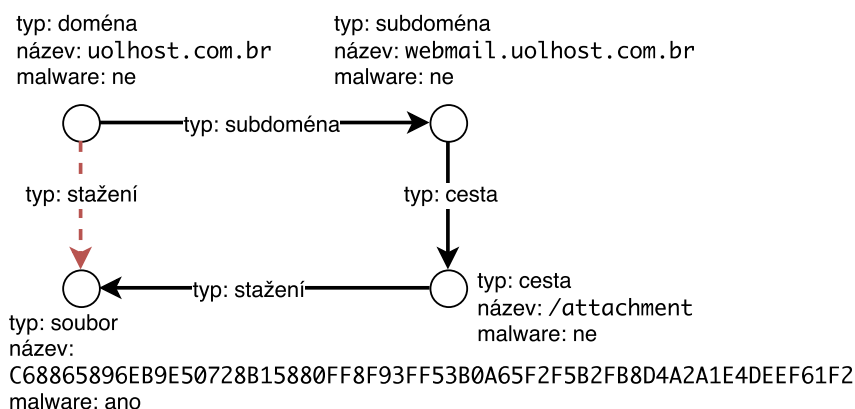 typ: doména
název: uolhost.com.br
malware: ne
typ: subdoména
název: webmail.uolhost.com.br
malware: ne
typ: subdoména
typ: stažení
typ: cesta
typ: stažení
typ: cesta
název: /attachment
malware: ne
typ: soubor
název:
C68865896EB9E50728B15880FF8F93FF53B0A65F2F5B2FB8D4A2A1E4DEEF61F2
malware: ano